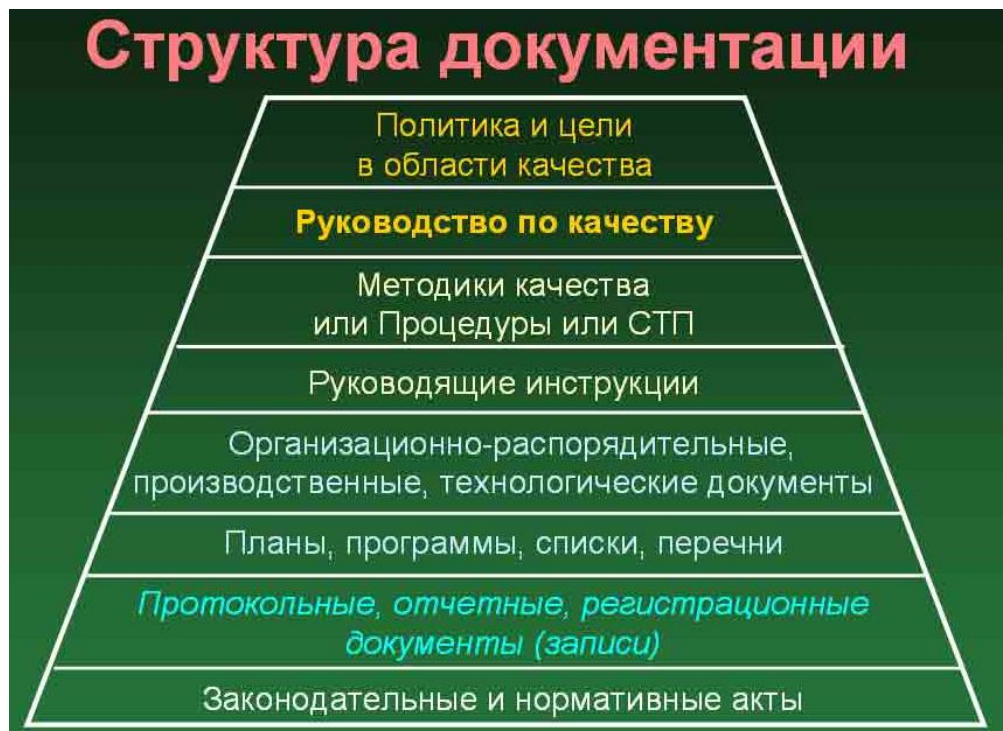 Структура документации
Политика и цели
в области качества
Руководство по качеству
Методики качества
или Процедуры или СТП
Руководящие инструкции
Организационно-распорядительные,
производственные, технологические документы
Планы, программы, списки, перечни
Протокольные, отчетные, регистрационные
документы (записи)
Законодательные и нормативные акты